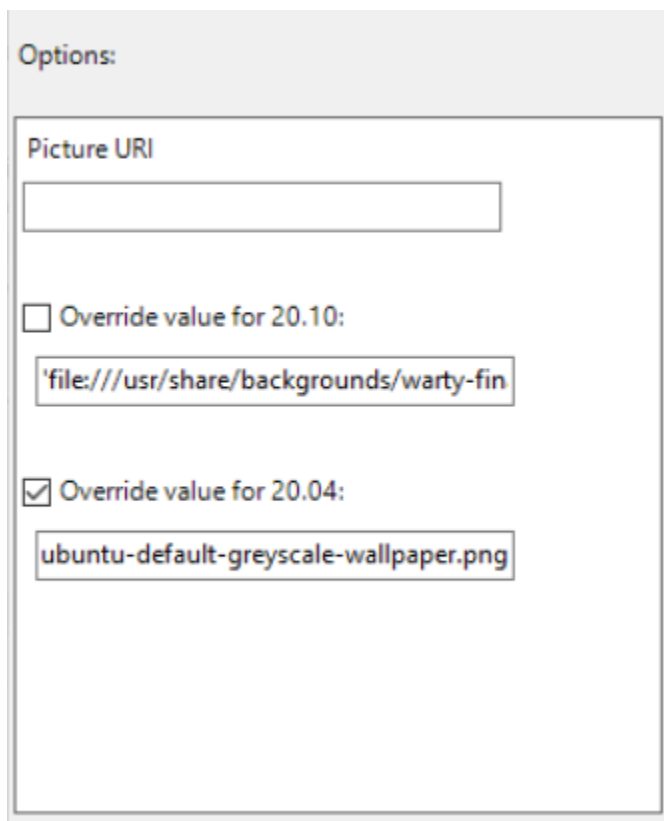 Options:
Picture URI
Override value for 20.10:
'file:///usr/share/backgrounds/warty-fin
Override value for 20.04:
ubuntu-default-greyscale-wallpaper.png